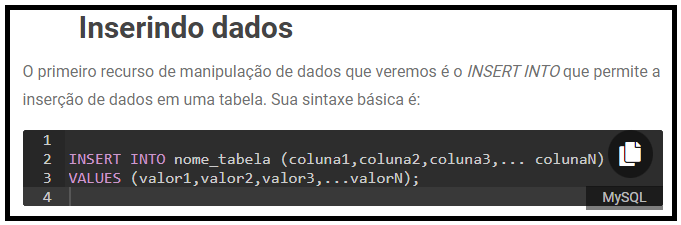 Inserindo dados
O primeiro recurso de manipulação de dados que veremos é o INSERT INTO que permite a
inserção de dados em uma tabela. Sua sintaxe básica é:
1
2 INSERT INTO nome_tabela (coluna1,coluna2,coluna3,... colunaN)
3 VALUES (valor1,valor2,valor3,...valorN);
4
MySQL